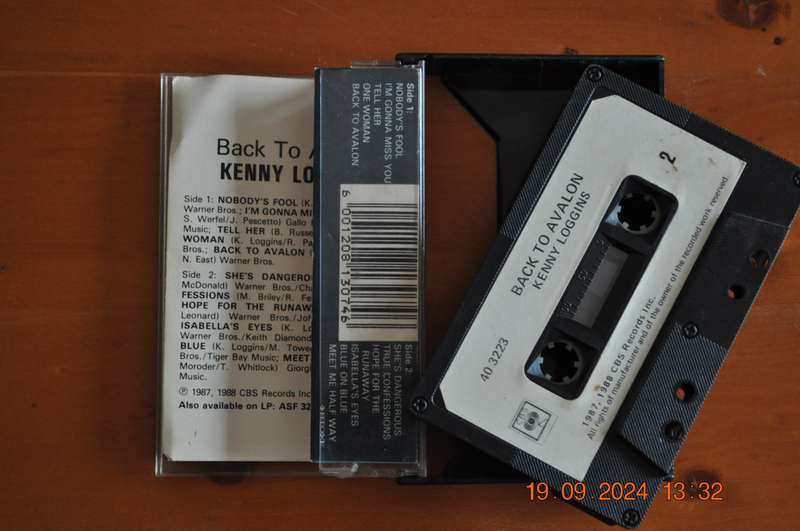 Back To
KENNY LO
Side 1: NOBODY'S FOOL (K.
Warner Bros.; I'M GONNA MI
S. Werfel/J. Pescetto) Gallo
Music; TELL HER (B. Russe
WOMAN (K. Loggins/R. Pa
Bros.; BACK TO AVALON (
N. East) Warner Bros.
Side 2: SHE'S DANGEROU
McDonald) Warner Bros./Cha
FESSIONS (M. Briley/R. Fe
HOPE FOR THE RUNAW
Leonard) Warner Bros./Joh
ISABELLA'S EYES (K. Lo
Warner Bros./Keith Diamon
BLUE (K. Loggins/M. Towe
Bros./Tiger Bay Music; MEET
Moroder/T. Whitlock) Giorg
Music.
℗ 1987, 1988 CBS Records Inc
Also available on LP: ASF 32
Side 1:
NOBODY'S FOOL
I'M GONNA MISS YOU
TELL HER
ONE WOMAN
BACK TO AVALON
6 001208 130746
Side 2:
SHE'S DANGEROUS
TRUE CONFESSIONS
HOPE FOR THE
RUNAWAY
ISABELLA'S EYES
BLUE ON BLUE
MEET ME HALF WAY
BACK TO AVALON
KENNY LOGGINS
2
40 3223
1987, 1988 CBS Records Inc.
All rights of manufacturer and of the owner of the recorded work reserved.
CBS
19.09.2024 13:32